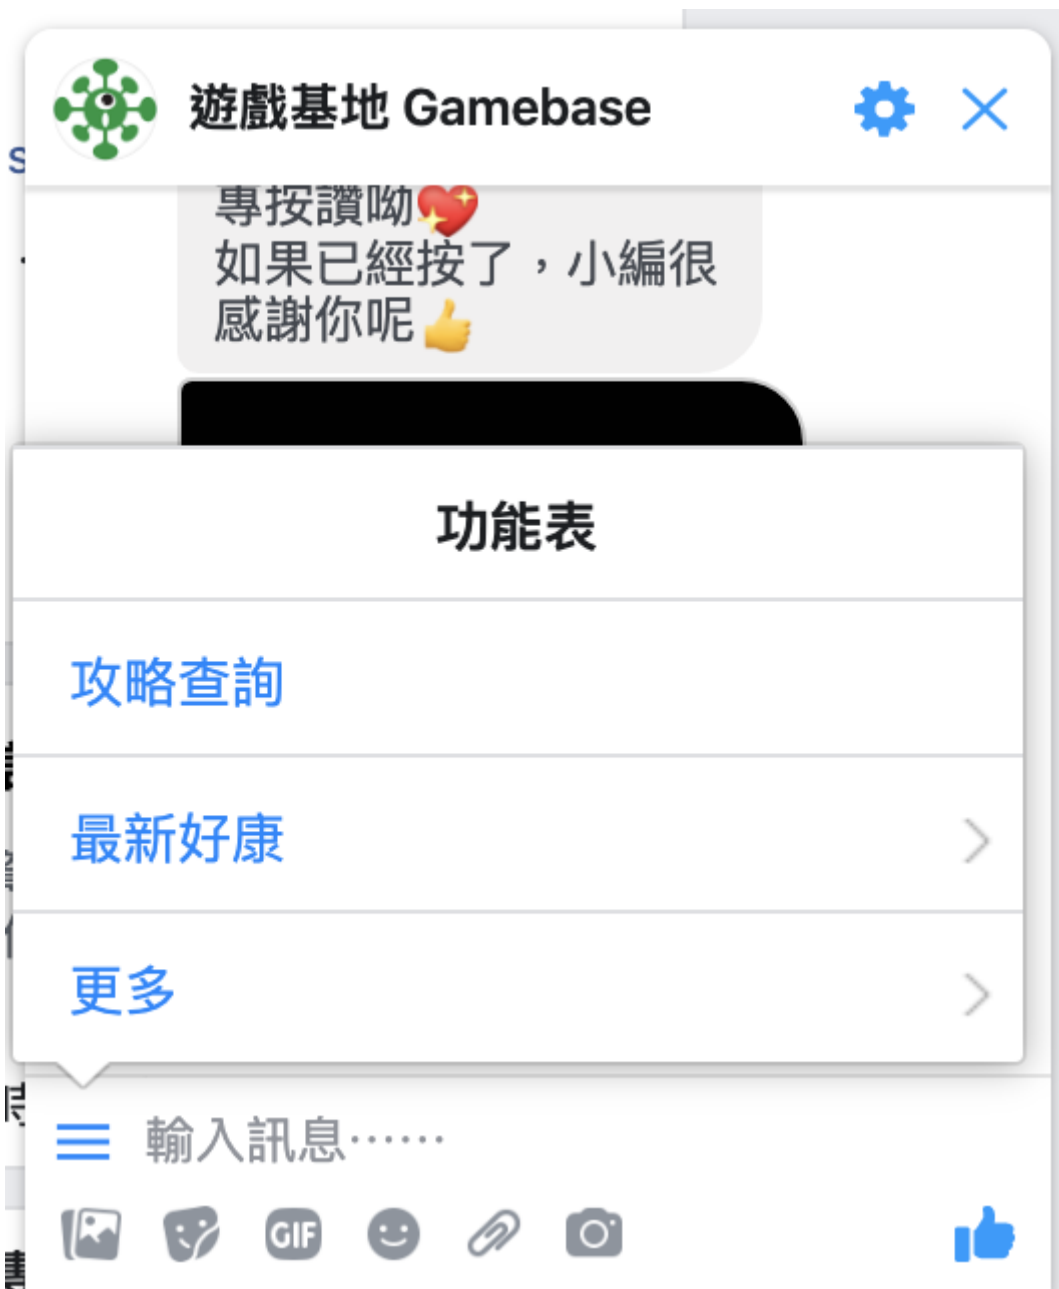 遊戲基地 Gamebase
專按讚呦💖
如果已經按了，小編很
感謝你呢👍
功能表
攻略查詢
最新好康
更多
輸入訊息⋯⋯
GIF